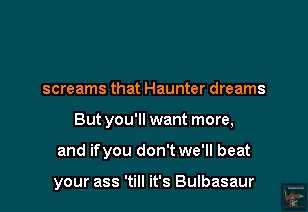 screams that Haunter dreams
But you'll want more,
and if you don't we'll beat
your ass 'till it's Bulbasaur